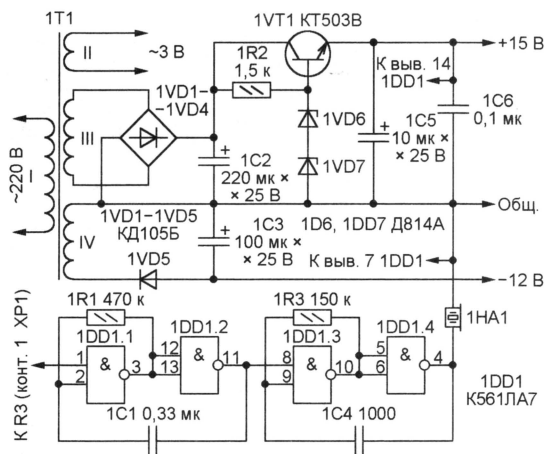 1T1
II
~3 В
1VT1 КТ503В
+15 В
К выв. 14
1DD1
1R2
1,5 к
1VD1–
–1VD4
III
~220 В
I
1VD6
1VD7
1C6
0,1 мк
1C5
10 мк ×
× 25 В
+
1C2
220 мк ×
× 25 В
+
Общ.
1VD1–1VD5
КД105Б
1C3
100 мк ×
× 25 В
+
1D6, 1DD7 Д814А
IV
1VD5
К выв. 7 1DD1
–12 В
1R1 470 к
1R3 150 к
1HA1
1DD1.1
1DD1.2
1DD1.3
1DD1.4
&
&
&
&
1
2
3
12
13
11
8
9
10
5
6
4
1DD1
К561ЛА7
1C1 0,33 мк
1C4 1000
К R3 (конт. 1 XP1)